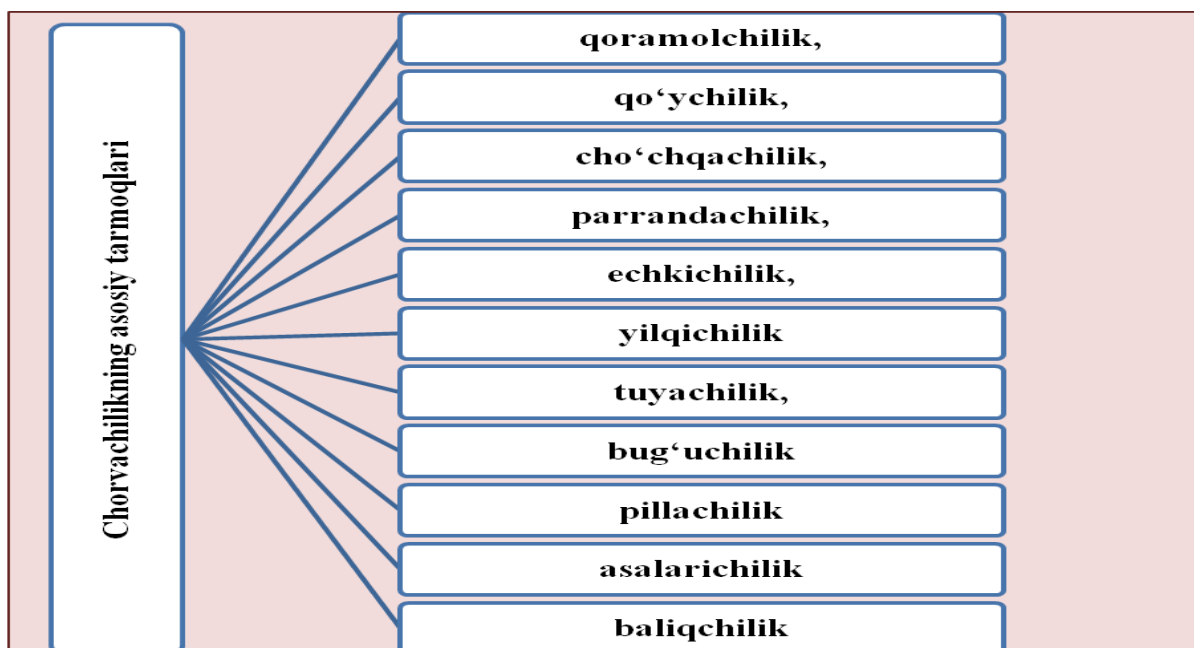 Chorvachilikning asosiy tarmoqlari
qoramolchilik,
qo‘ychilik,
cho‘chqachilik,
parrandachilik,
echkichilik,
yilqichilik
tuyachilik,
bug‘uchilik
pillachilik
asalarichilik
baliqchilik